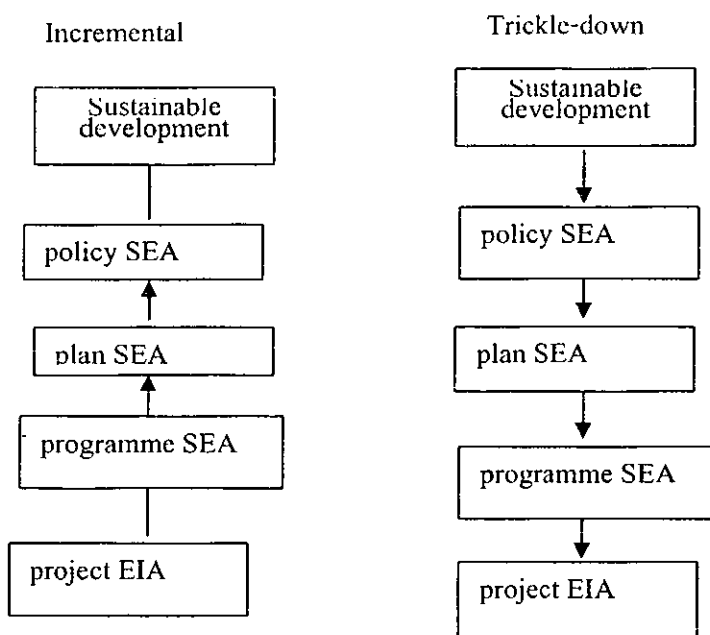 Incremental
Sustainable
development
policy SEA
plan SEA
programme SEA
project EIA
Trickle-down
Sustainable
development
policy SEA
plan SEA
programme SEA
project EIA